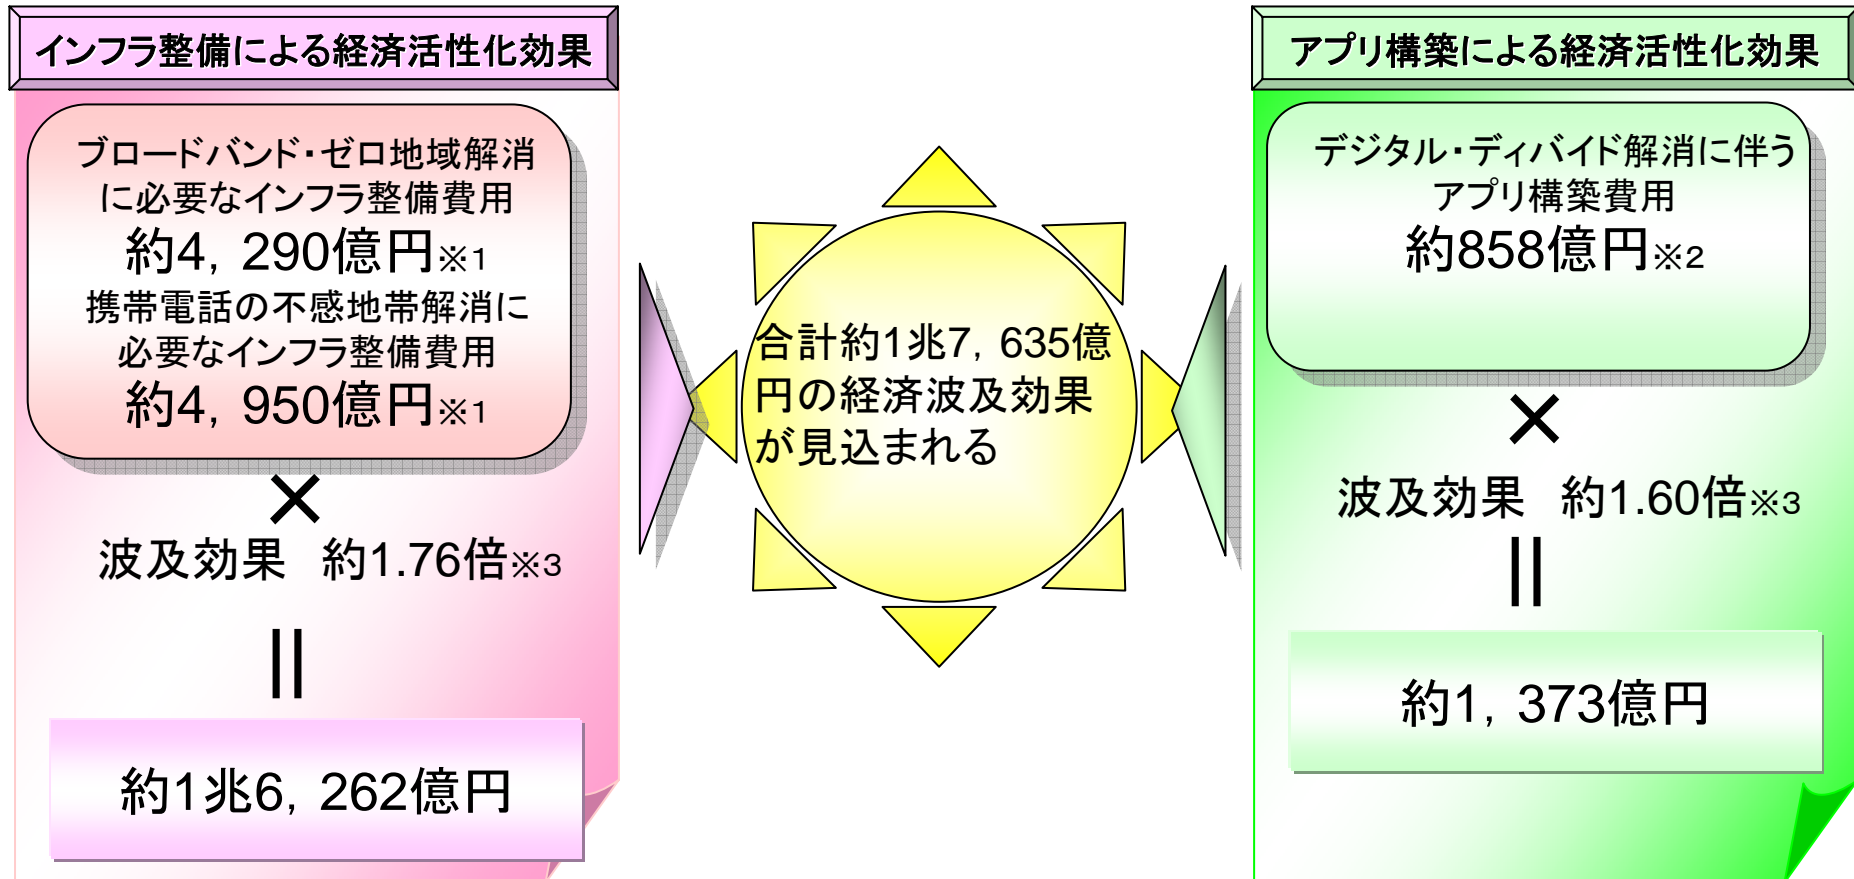 インフラ整備による経済活性化効果
ブロードバンド・ゼロ地域解消
に必要なインフラ整備費用
約4，290億円※1
携帯電話の不感地帯解消に
必要なインフラ整備費用
約4，950億円※1
×
波及効果　約1.76倍※3
||
約1兆6，262億円
合計約1兆7，635億
円の経済波及効果
が見込まれる
アプリ構築による経済活性化効果
デジタル・ディバイド解消に伴う
アプリ構築費用
約858億円※2
×
波及効果　約1.60倍※3
||
約1，373億円